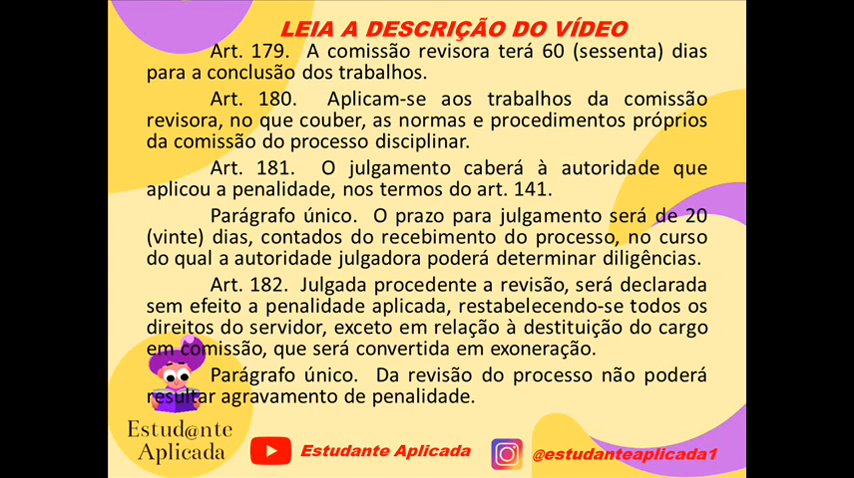 LEIA A DESCRIÇÃO DO VÍDEO
Art. 179. A comissão revisora terá 60 (sessenta) dias
para a conclusão dos trabalhos.
Art. 180. Aplicam-se aos trabalhos da comissão
revisora, no que couber, as normas e procedimentos próprios
da comissão do processo disciplinar.
Art. 181. O julgamento caberá à autoridade que
aplicou a penalidade, nos termos do art. 141.
Parágrafo único. O prazo para julgamento será de 20
(vinte) dias, contados do recebimento do processo, no curso
do qual a autoridade julgadora poderá determinar diligências.
Art. 182. Julgada procedente a revisão, será declarada
sem efeito a penalidade aplicada, restabelecendo-se todos os
direitos do servidor, exceto em relação à destituição do cargo
em comissão, que será convertida em exoneração.
Parágrafo único. Da revisão do processo não poderá
resultar agravamento de penalidade.
Estud@nte
Aplicada
Estudante Aplicada
@estudanteaplicada1